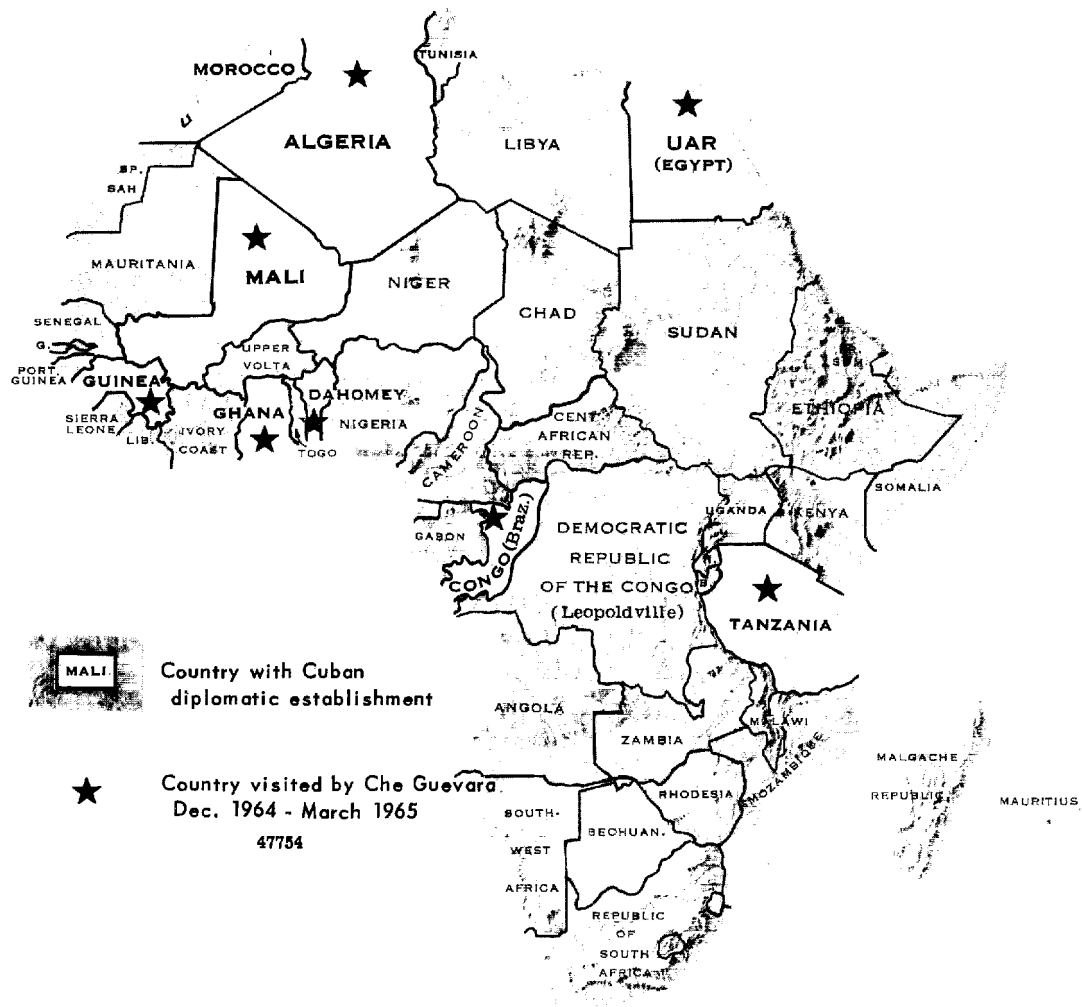 TUNISIA
MOROCCO
ALGERIA
LIBYA
UAR
(EGYPT)
SP.
SAH
MAURITANIA
MALI
NIGER
CHAD
SUDAN
SENEGAL
G.
PORT.
GUINEA
GUINEA
UPPER
VOLTA
DAHOMEY
SIERRA
LEONE
LIB.
IVORY
COAST
GHANA
TOGO
NIGERIA
CAMEROON
CENT
AFRICAN
REP.
ETHIOPIA
SOMALIA
UGANDA
KENYA
GABON
CONGO (Braz.)
DEMOCRATIC
REPUBLIC
OF THE CONGO
(Leopoldville)
B
TANZANIA
MALI
Country with Cuban
diplomatic establishment
ANGOLA
ZAMBIA
MALAWI
MOZAMBIQUE
MALGACHE
REPUBLIC
MAURITIUS
Country visited by Che Guevara
Dec. 1964 - March 1965
47754
RHODESIA
SOUTH-
WEST
AFRICA
BECHUAN.
REPUBLIC
OF
SOUTH
AFRICA